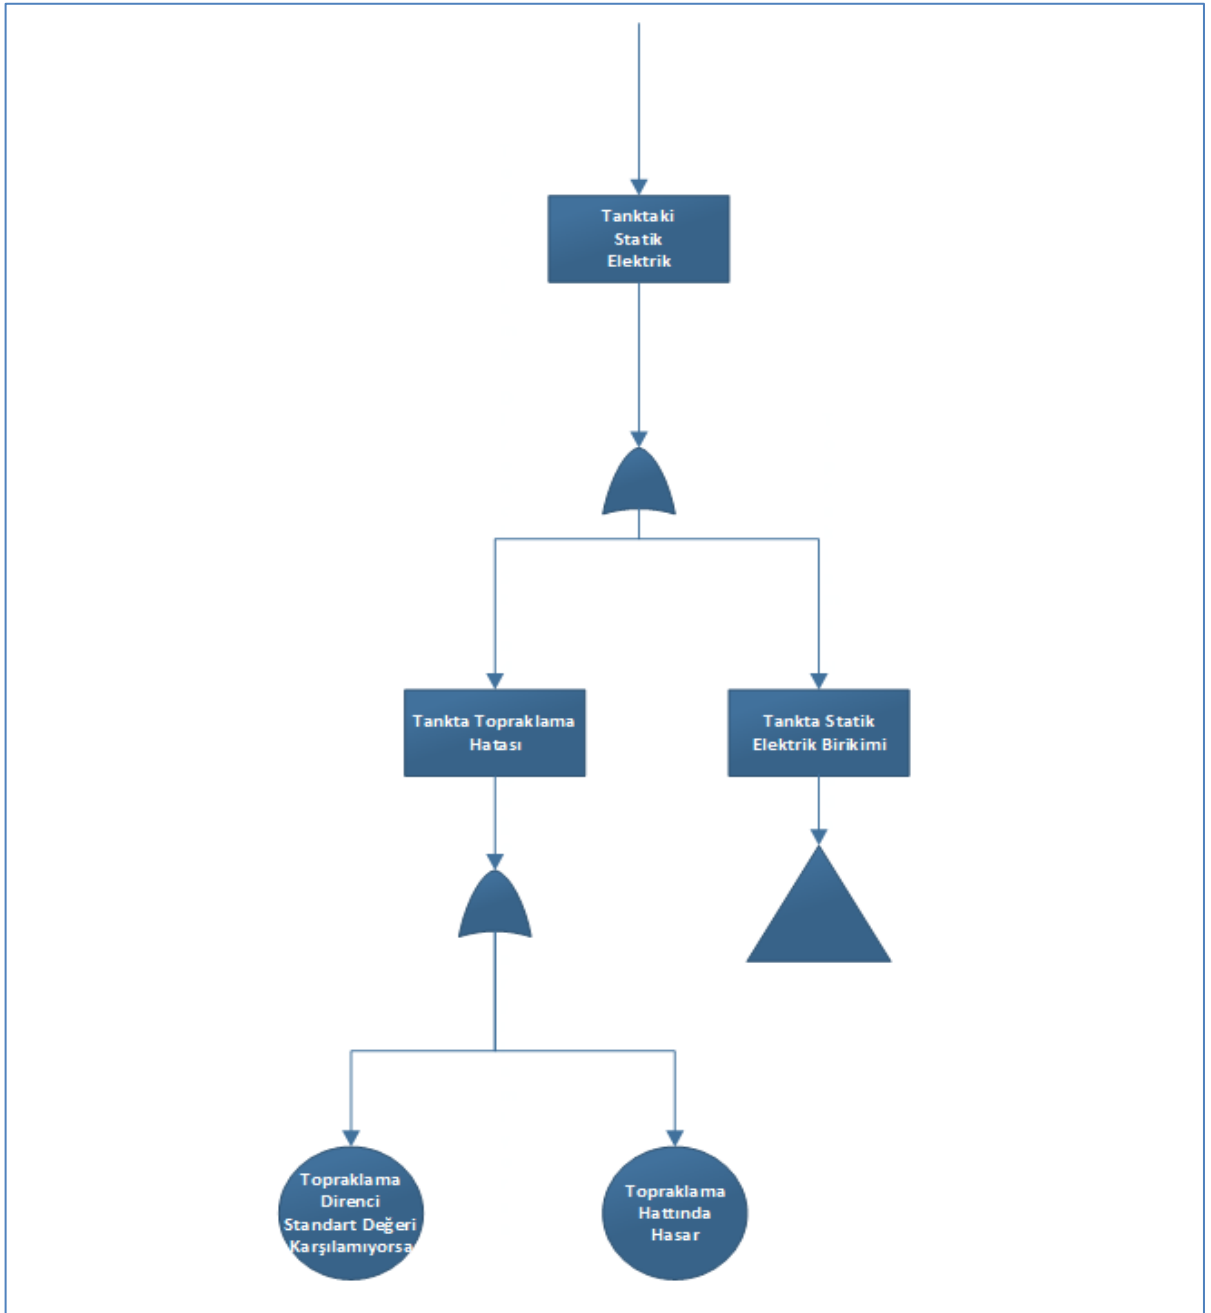 Tanktaki
Statik
Elektrik
Tankta Topraklama
Hatası
Tankta Statik
Elektrik Birikimi
Topraklama
Direnci
Standart Değeri
Karşılamıyorsa
Topraklama
Hattında
Hasar